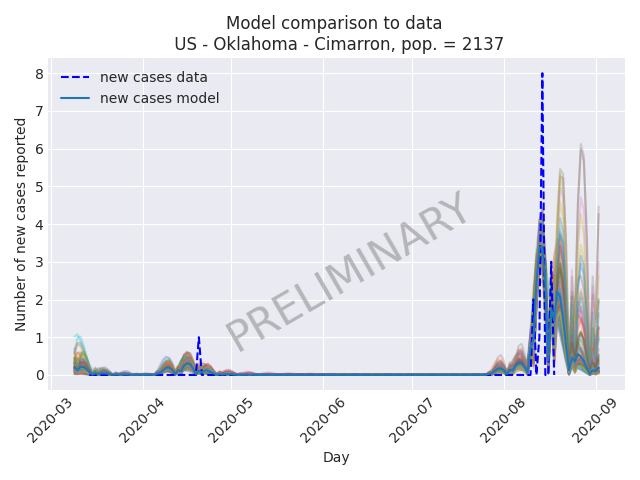 Model comparison to data
US - Oklahoma - Cimarron, pop. = 2137
new cases data
new cases model
Number of new cases reported
8
7
6
5
4
3
2
1
0
PRELIMINARY
2020-03
2020-04
2020-05
2020-06
2020-07
2020-08
2020-09
Day